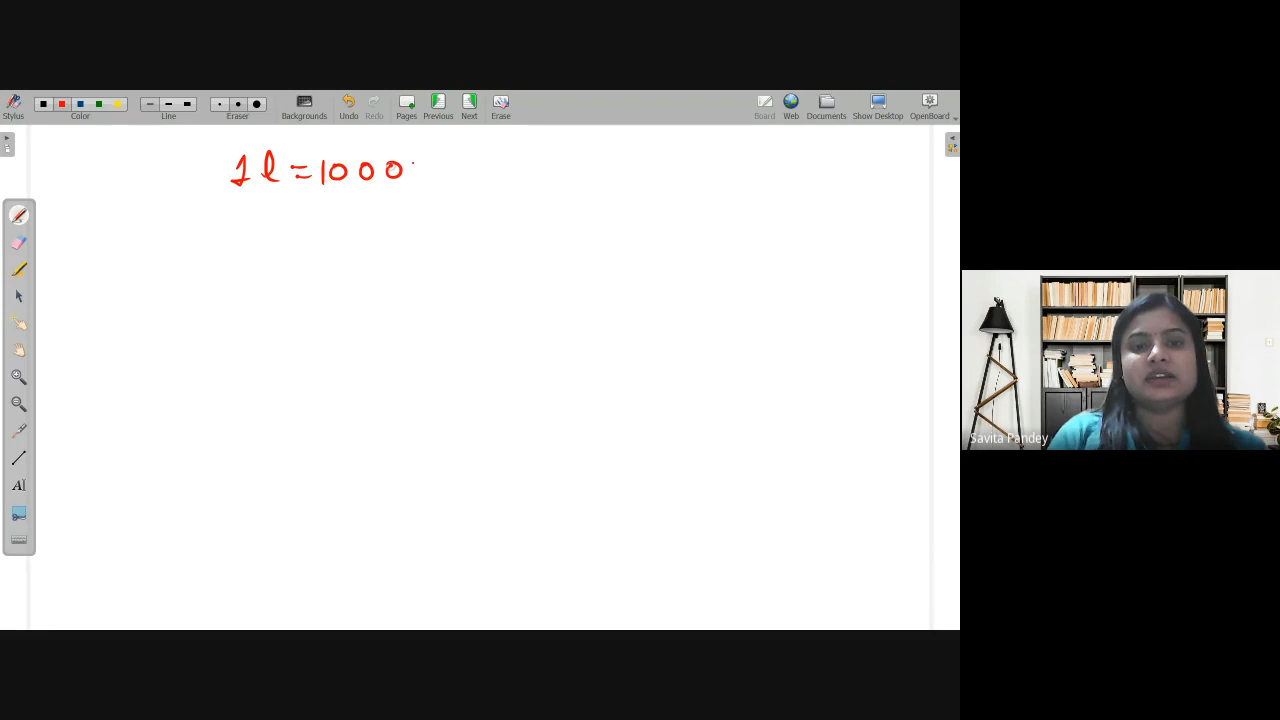 Stylus
Color
Line
Eraser
Backgrounds
Undo
Redo
Pages
Previous
Next
Erase
Board
Web
Documents
Show Desktop
OpenBoard
1 l = 1000
AI
Savita Pandey